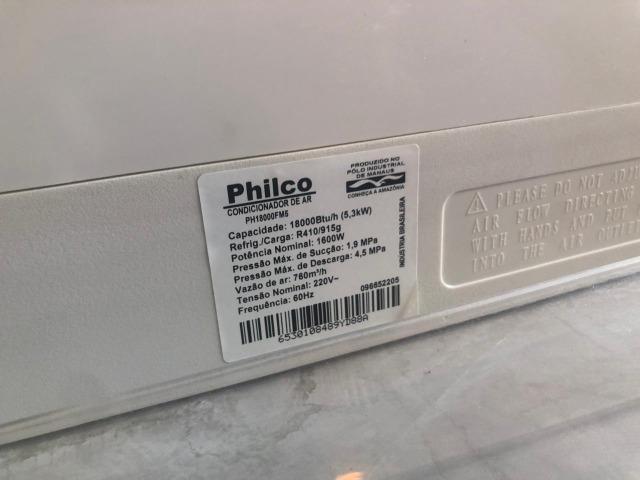 Philco
CONDICIONADOR DE AR
PH18000FM5
Capacidade: 18000Btu/h (5,3kW)
Refrig./Carga: R410/915g
Potência Nominal: 1600W
Pressão Máx. de Sucção: 1,9 MPa
Pressão Máx. de Descarga: 4,5 MPa
Vazão de ar: 760m³/h
Tensão Nominal: 220V~
Frequência: 60Hz
096652205
6530108489YD88A
PRODUZIDO NO
PÓLO INDUSTRIAL
DE MANAUS
CONHEÇA A AMAZÔNIA
INDÚSTRIA BRASILEIRA
PLEASE DO NOT ADJU
AIR FLOW DIRECTING
WITH HANDS AND PUT
INTO THE AIR OUTLE